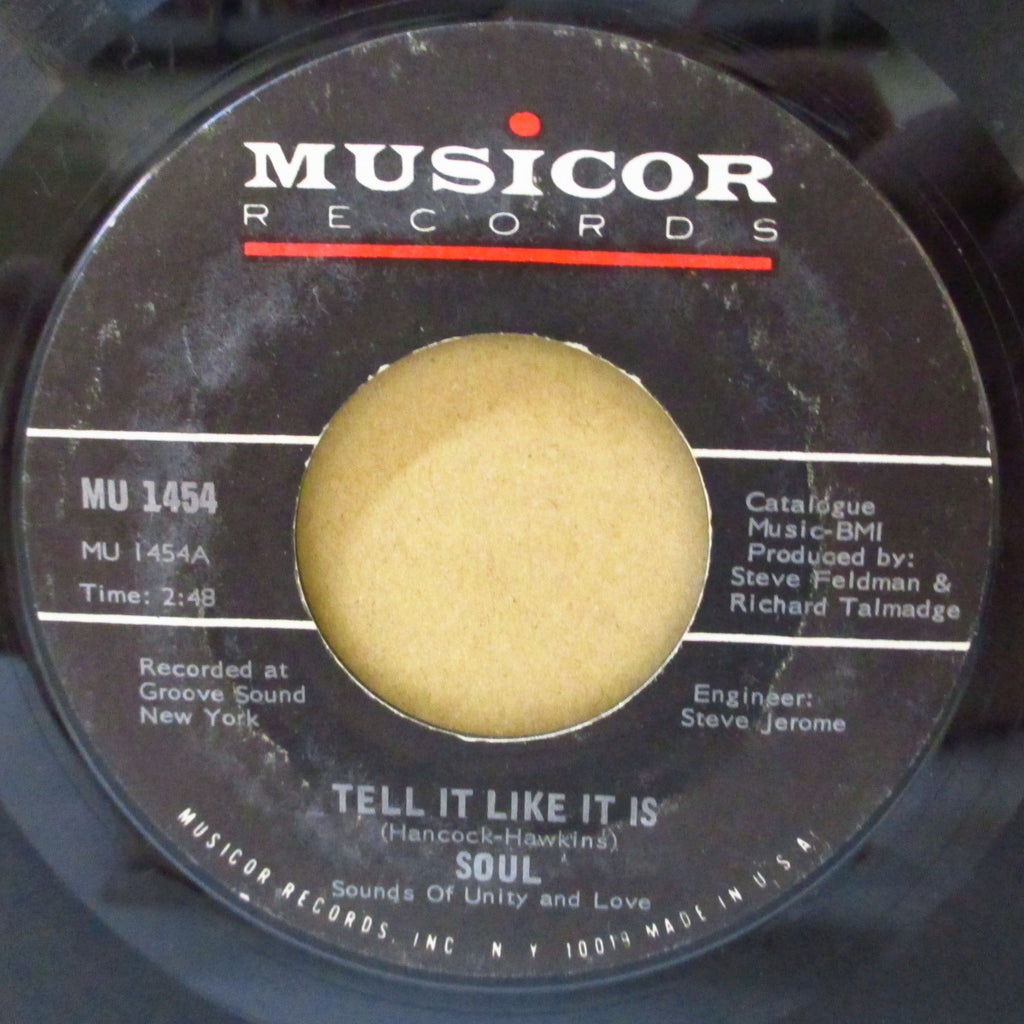 MUSiCOR
RECORDS
MU 1454
MU 1454A
Time: 2:48
Catalogue
Music-BMI
Produced by:
Steve Feldman &
Richard Talmadge
Recorded at
Groove Sound
New York
Engineer:
Steve Jerome
TELL IT LIKE IT IS
(Hancock-Hawkins)
SOUL
Sounds Of Unity and Love
MUSICOR RECORDS, INC N Y 10019 MADE IN U.S.A.